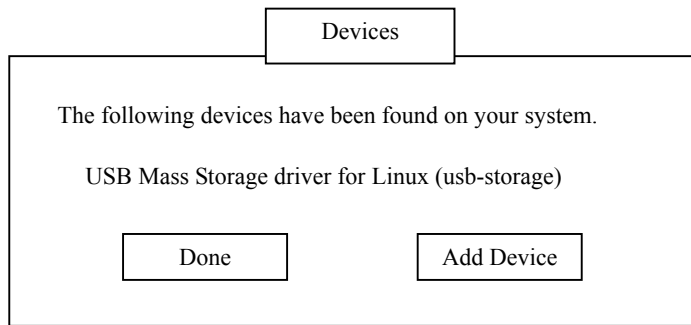 Devices
The following devices have been found on your system.
USB Mass Storage driver for Linux (usb-storage)
Done
Add Device